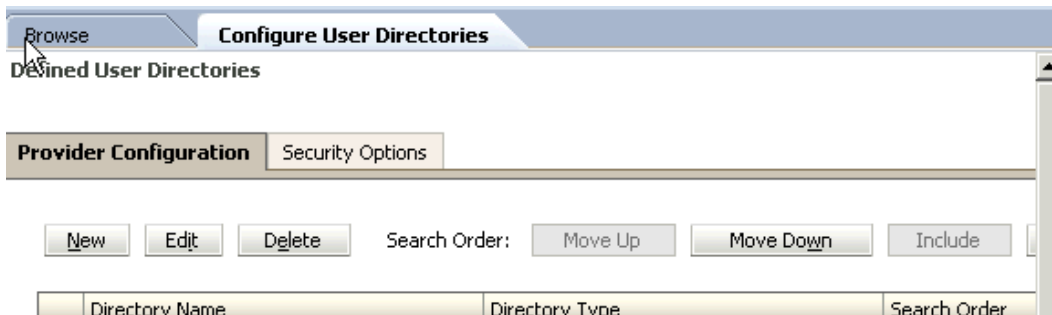 Browse Configure User Directories
Defined User Directories
Provider Configuration Security Options
New Edit Delete Search Order: Move Up Move Down Include
Directory Name Directory Type Search Order